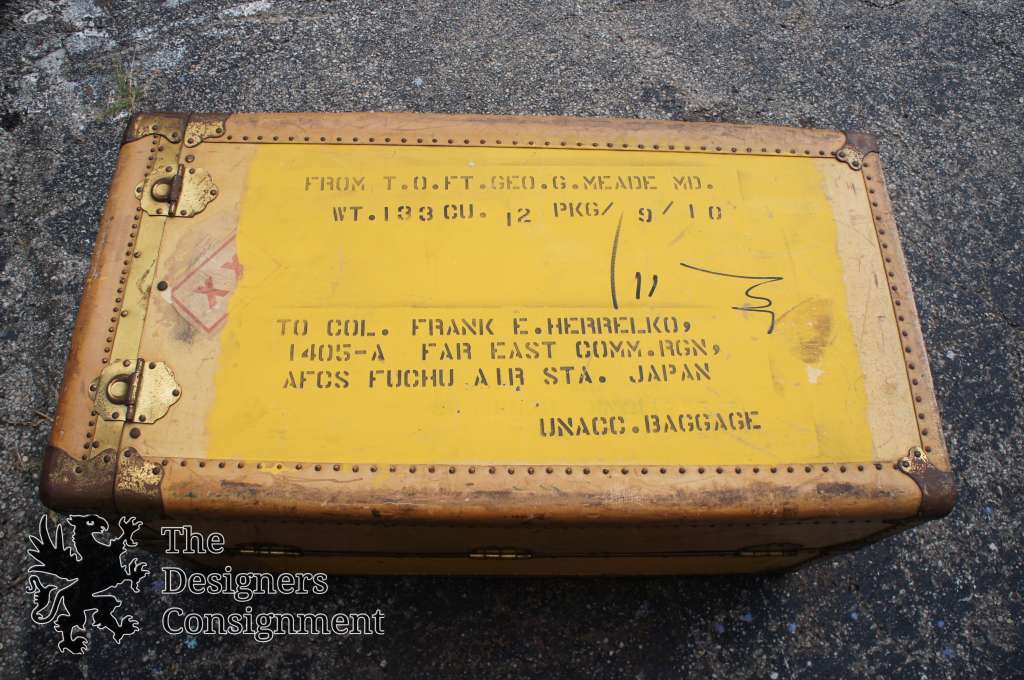 FROM T.O.FT.GEO.G.MEADE MD.
WT.133 CU. 12 PKG/ 9/10
11
TO COL. FRANK E.HERRELKO,
1405-A FAR EAST COMM.RGN,
AFCS FUCHU AIR STA. JAPAN
UNACC.BAGGAGE
X X
The
Designers
Consignment